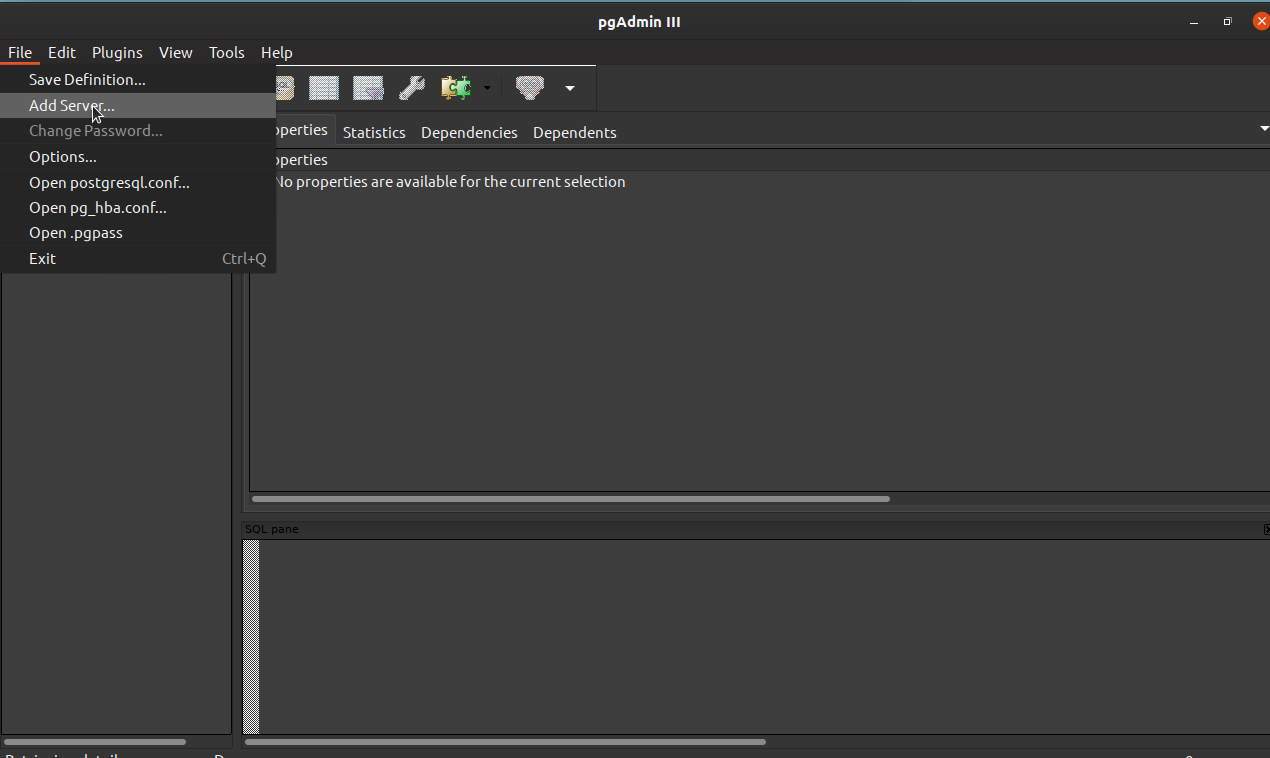 pgAdmin III
File Edit Plugins View Tools Help
Save Definition...
Add Server...
Change Password...
Options...
Open postgresql.conf...
Open pg_hba.conf...
Open .pgpass
Exit Ctrl+Q
operties Statistics Dependencies Dependents
operties
No properties are available for the current selection
SQL pane